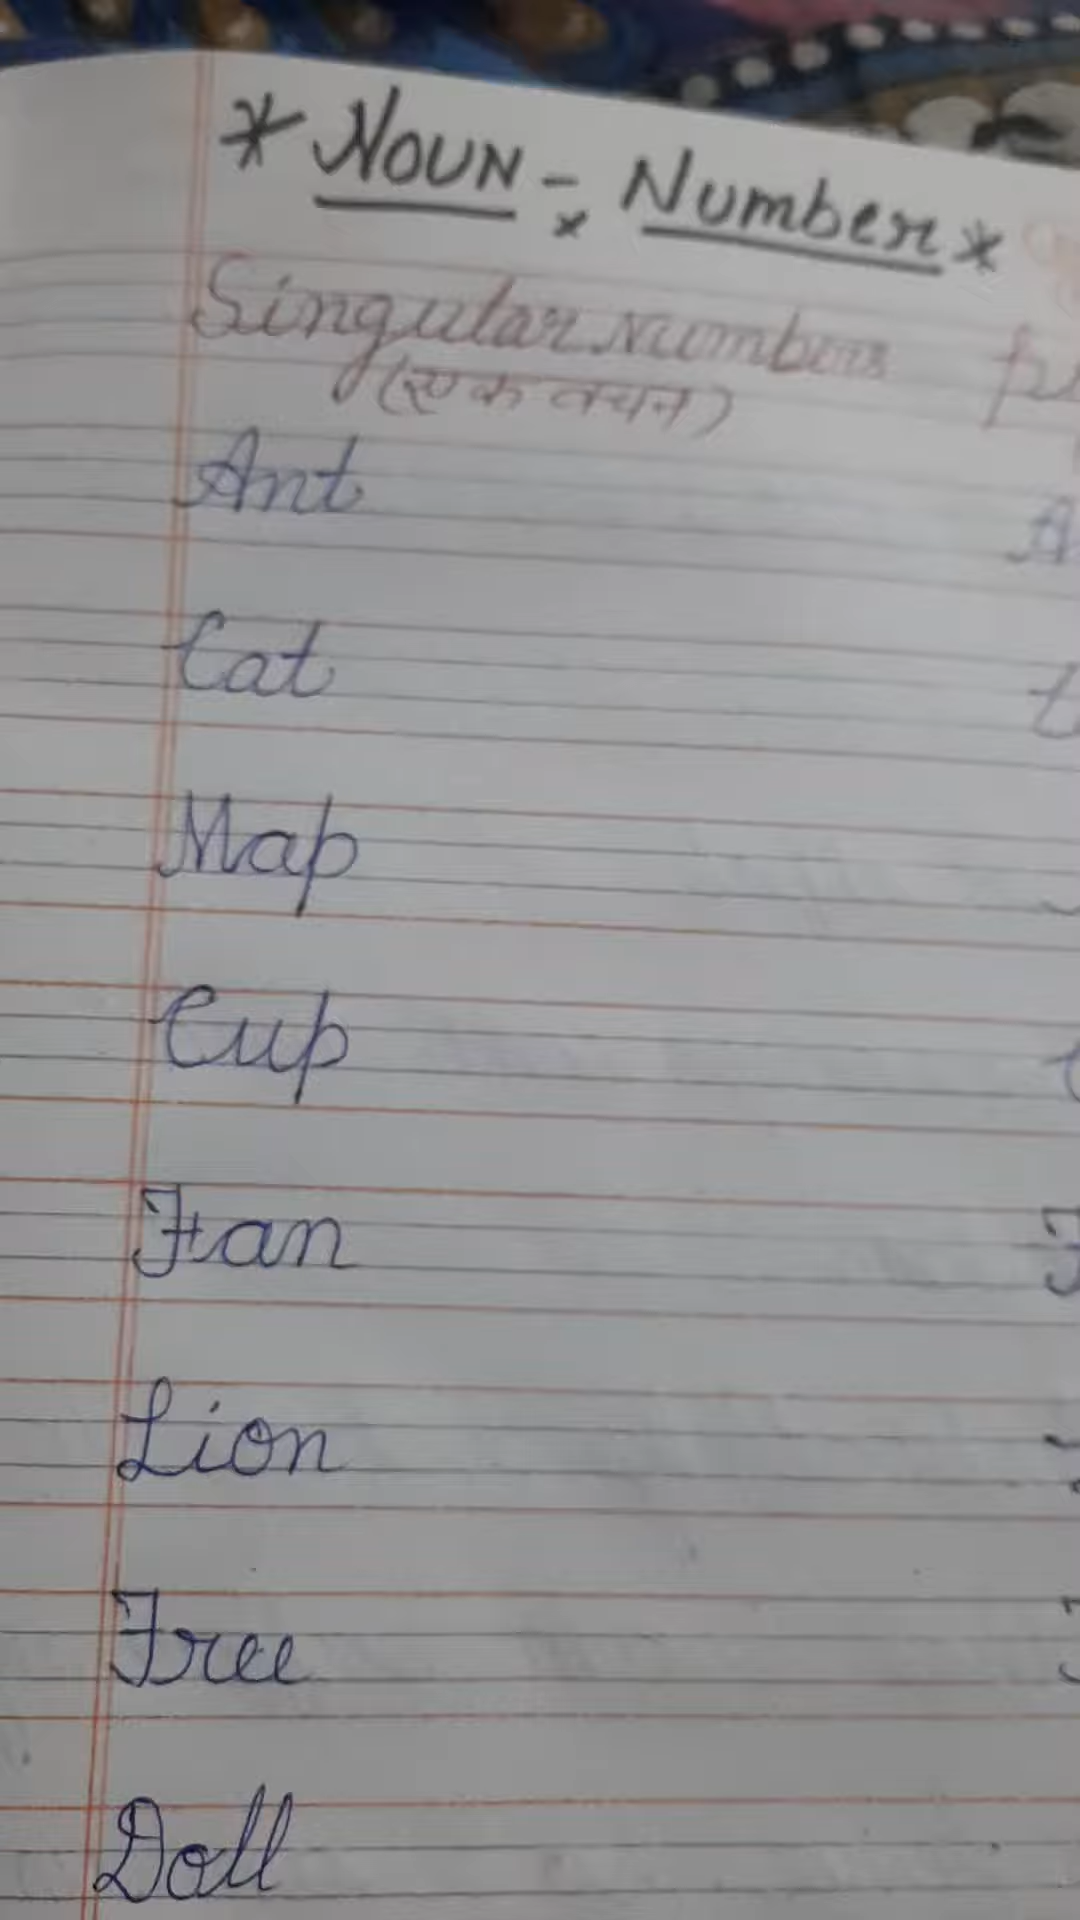 * NOUN - Number *
Singular Numbers
(एक वचन)
Ant
Cat
Map
Cup
Fan
Lion
Tree
Doll